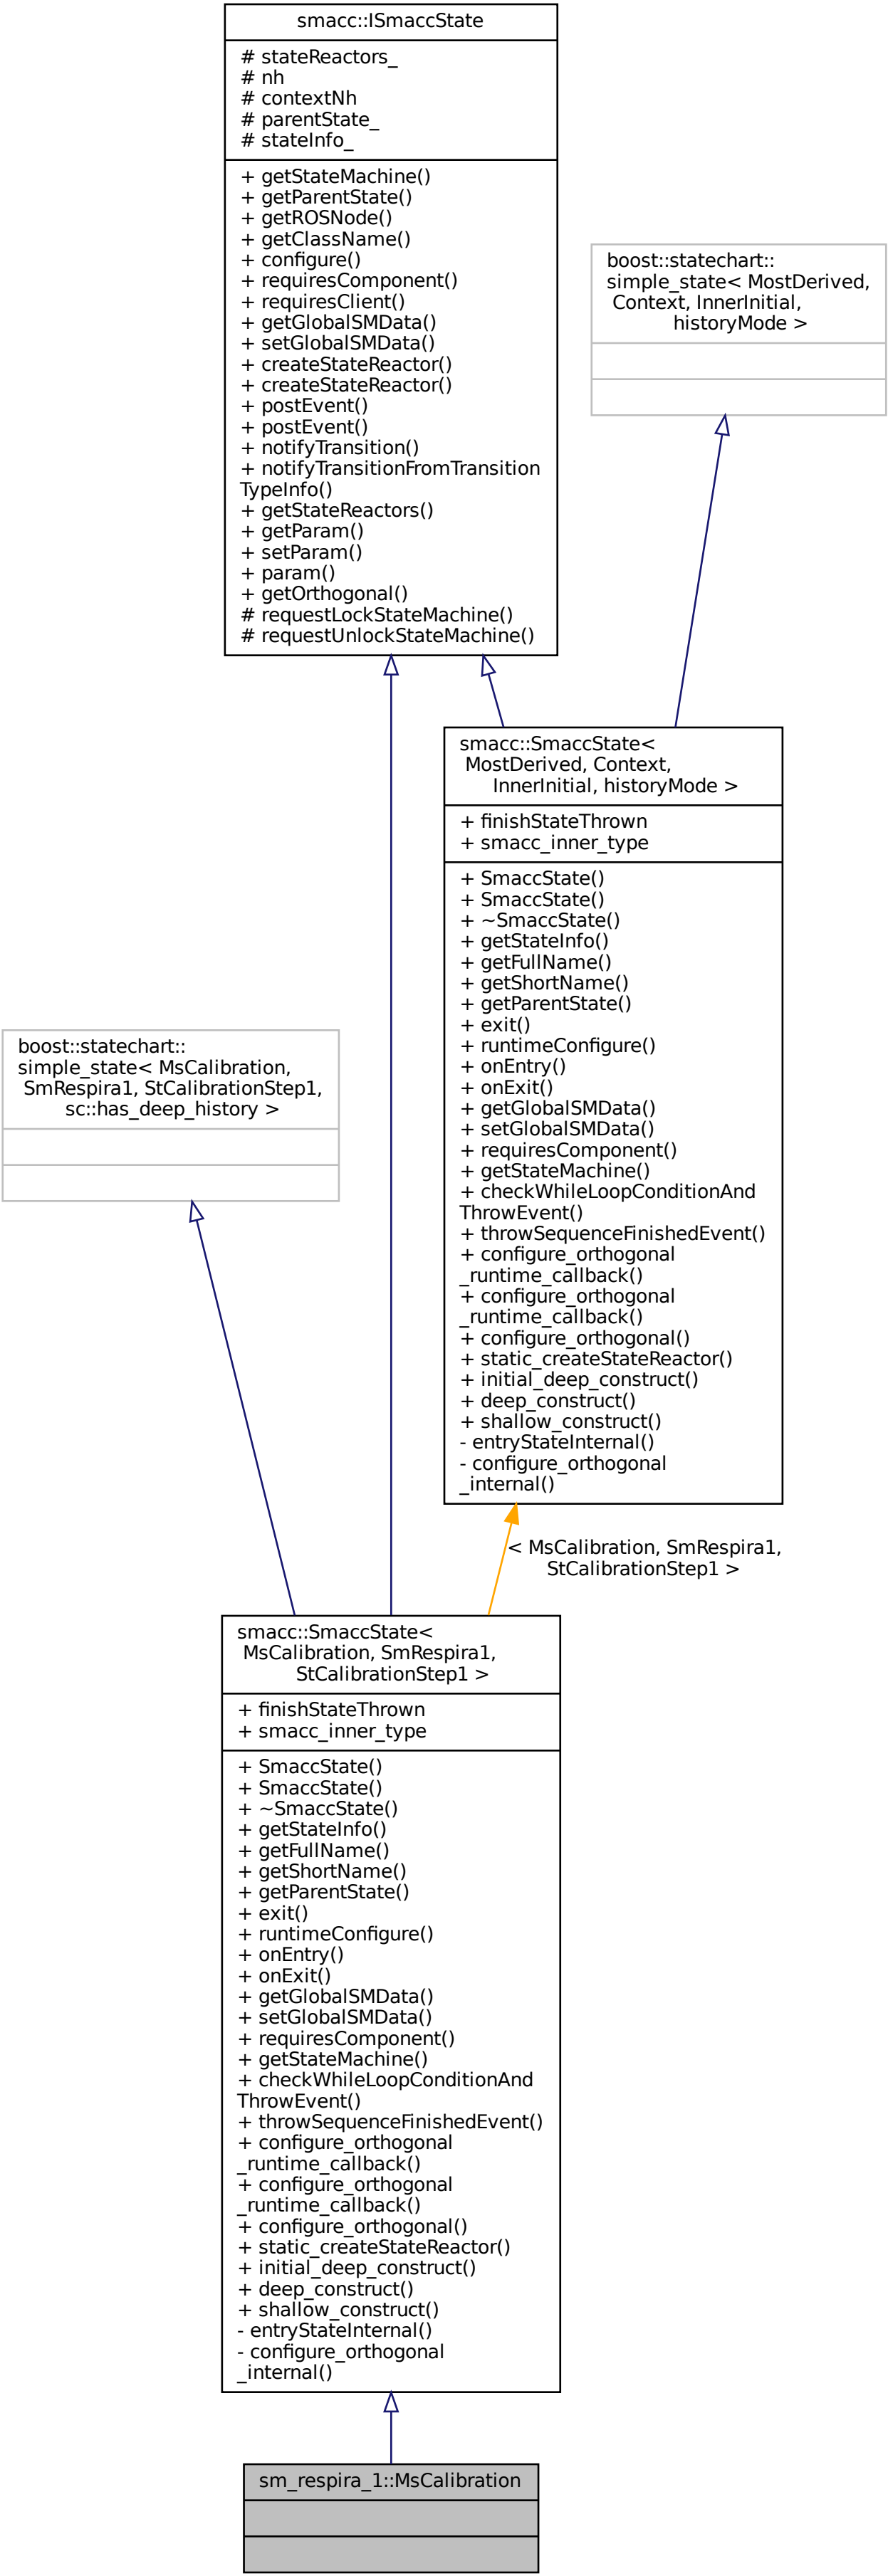 smacc::ISmaccState
# stateReactors_
# nh
# contextNh
# parentState_
# stateInfo_
+ getStateMachine()
+ getParentState()
+ getROSNode()
+ getClassName()
+ configure()
+ requiresComponent()
+ requiresClient()
+ getGlobalSMData()
+ setGlobalSMData()
+ createStateReactor()
+ createStateReactor()
+ postEvent()
+ postEvent()
+ notifyTransition()
+ notifyTransitionFromTransition
TypeInfo()
+ getStateReactors()
+ getParam()
+ setParam()
+ param()
+ getOrthogonal()
# requestLockStateMachine()
# requestUnlockStateMachine()
boost::statechart::
simple_state< MostDerived,
Context, InnerInitial,
historyMode >
smacc::SmaccState<
MostDerived, Context,
InnerInitial, historyMode >
+ finishStateThrown
+ smacc_inner_type
+ SmaccState()
+ SmaccState()
+ ~SmaccState()
+ getStateInfo()
+ getFullName()
+ getShortName()
+ getParentState()
+ exit()
+ runtimeConfigure()
+ onEntry()
+ onExit()
+ getGlobalSMData()
+ setGlobalSMData()
+ requiresComponent()
+ getStateMachine()
+ checkWhileLoopConditionAnd
ThrowEvent()
+ throwSequenceFinishedEvent()
+ configure_orthogonal
_runtime_callback()
+ configure_orthogonal
_runtime_callback()
+ configure_orthogonal()
+ static_createStateReactor()
+ initial_deep_construct()
+ deep_construct()
+ shallow_construct()
- entryStateInternal()
- configure_orthogonal
_internal()
boost::statechart::
simple_state< MsCalibration,
SmRespira1, StCalibrationStep1,
sc::has_deep_history >
< MsCalibration, SmRespira1,
StCalibrationStep1 >
smacc::SmaccState<
MsCalibration, SmRespira1,
StCalibrationStep1 >
+ finishStateThrown
+ smacc_inner_type
+ SmaccState()
+ SmaccState()
+ ~SmaccState()
+ getStateInfo()
+ getFullName()
+ getShortName()
+ getParentState()
+ exit()
+ runtimeConfigure()
+ onEntry()
+ onExit()
+ getGlobalSMData()
+ setGlobalSMData()
+ requiresComponent()
+ getStateMachine()
+ checkWhileLoopConditionAnd
ThrowEvent()
+ throwSequenceFinishedEvent()
+ configure_orthogonal
_runtime_callback()
+ configure_orthogonal
_runtime_callback()
+ configure_orthogonal()
+ static_createStateReactor()
+ initial_deep_construct()
+ deep_construct()
+ shallow_construct()
- entryStateInternal()
- configure_orthogonal
_internal()
sm_respira_1::MsCalibration